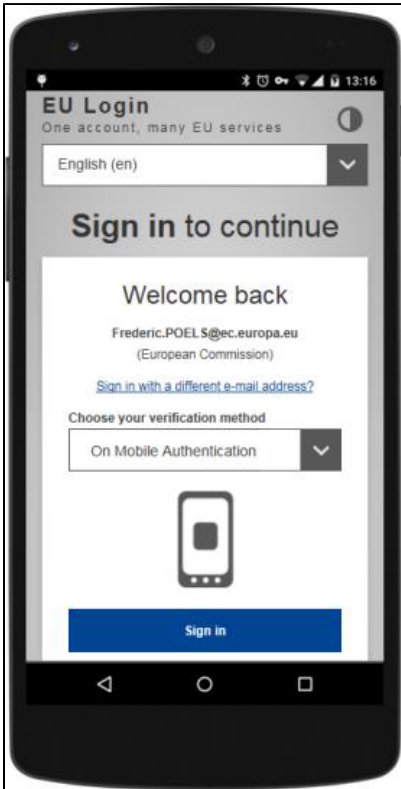 13:16
EU Login
One account, many EU services
English (en)
Sign in to continue
Welcome back
Frederic.POELS@ec.europa.eu
(European Commission)
Sign in with a different e-mail address?
Choose your verification method
On Mobile Authentication
Sign in